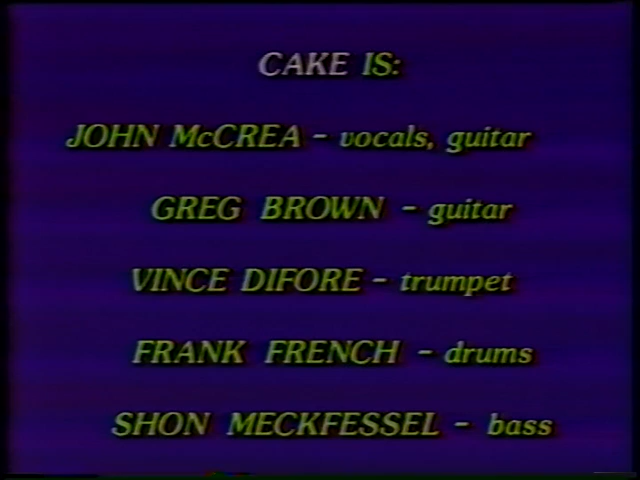 CAKE IS:
JOHN McCREA - vocals, guitar
GREG BROWN - guitar
VINCE DIFORE - trumpet
FRANK FRENCH - drums
SHON MECKFESSEL - bass